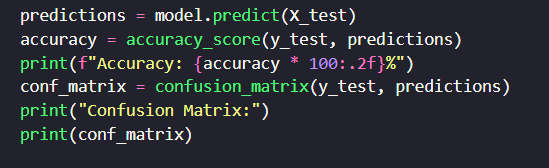 predictions = model.predict(X_test)
accuracy = accuracy_score(y_test, predictions)
print(f"Accuracy: {accuracy * 100:.2f}%")
conf_matrix = confusion_matrix(y_test, predictions)
print("Confusion Matrix:")
print(conf_matrix)